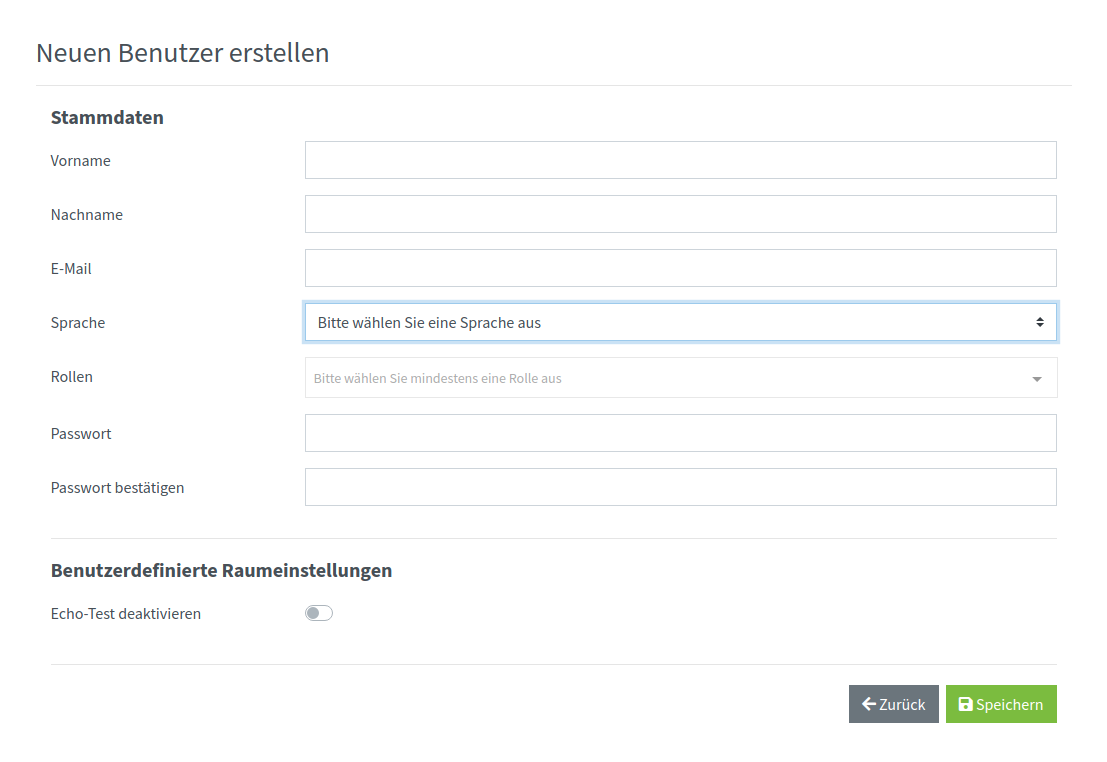 Neuen Benutzer erstellen
Stammdaten
Vorname
Nachname
E-Mail
Sprache
Bitte wählen Sie eine Sprache aus
Rollen
Bitte wählen Sie mindestens eine Rolle aus
Passwort
Passwort bestätigen
Benutzerdefinierte Raumeinstellungen
Echo-Test deaktivieren
Zurück
Speichern